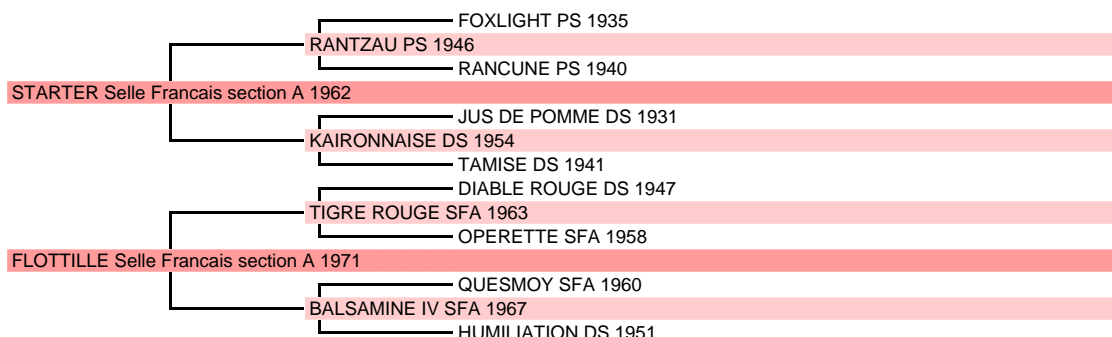 FOXLIGHT PS 1935
RANTZAU PS 1946
RANCUNE PS 1940
STARTER Selle Francais section A 1962
JUS DE POMME DS 1931
KAIRONNAISE DS 1954
TAMISE DS 1941
DIABLE ROUGE DS 1947
TIGRE ROUGE SFA 1963
OPERETTE SFA 1958
FLOTTILLE Selle Francais section A 1971
QUESMOY SFA 1960
BALSAMINE IV SFA 1967
HUMILIATION DS 1951